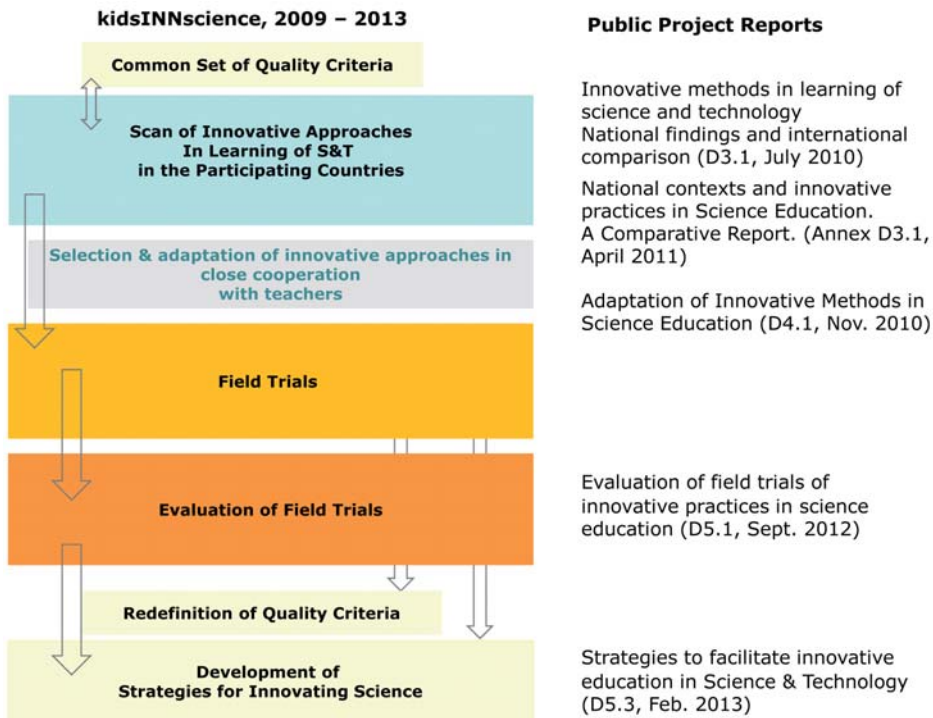 kidsINNscience, 2009 – 2013
Common Set of Quality Criteria
Scan of Innovative Approaches
In Learning of S&T
in the Participating Countries
Selection & adaptation of innovative approaches in
close cooperation
with teachers
Field Trials
Evaluation of Field Trials
Redefinition of Quality Criteria
Development of
Strategies for Innovating Science
Public Project Reports
Innovative methods in learning of
science and technology
National findings and international
comparison (D3.1, July 2010)
National contexts and innovative
practices in Science Education.
A Comparative Report. (Annex D3.1,
April 2011)
Adaptation of Innovative Methods in
Science Education (D4.1, Nov. 2010)
Evaluation of field trials of
innovative practices in science
education (D5.1, Sept. 2012)
Strategies to facilitate innovative
education in Science & Technology
(D5.3, Feb. 2013)